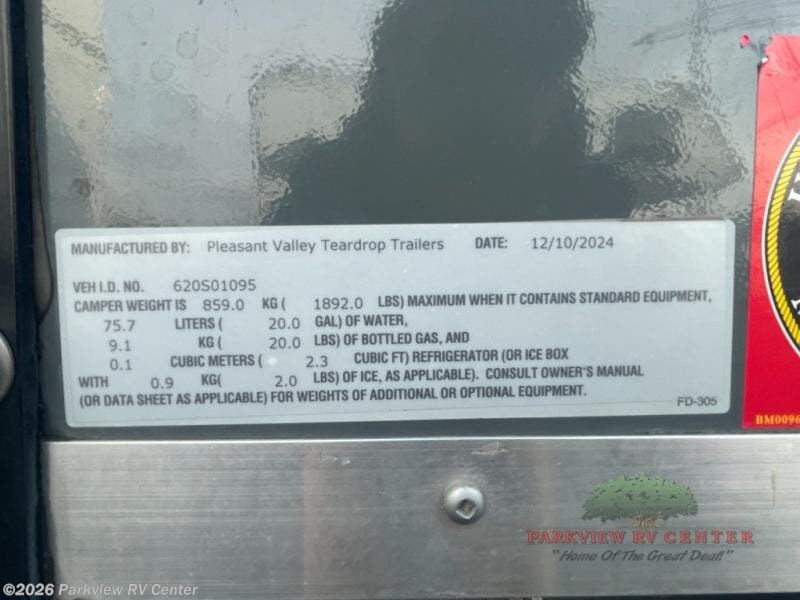 MANUFACTURED BY: Pleasant Valley Teardrop Trailers DATE: 12/10/2024
VEH I.D. NO. 620S01095
CAMPER WEIGHT IS 859.0 KG ( 1892.0 LBS) MAXIMUM WHEN IT CONTAINS STANDARD EQUIPMENT,
75.7 LITERS ( 20.0 GAL) OF WATER,
9.1 KG ( 20.0 LBS) OF BOTTLED GAS, AND
0.1 CUBIC METERS ( 2.3 CUBIC FT) REFRIGERATOR (OR ICE BOX
WITH 0.9 KG( 2.0 LBS) OF ICE, AS APPLICABLE). CONSULT OWNER'S MANUAL
(OR DATA SHEET AS APPLICABLE) FOR WEIGHTS OF ADDITIONAL OR OPTIONAL EQUIPMENT.
FD-305
BM0096
PARKVIEW RV CENTER
"Home Of The Great Deal!"
©2026 Parkview RV Center